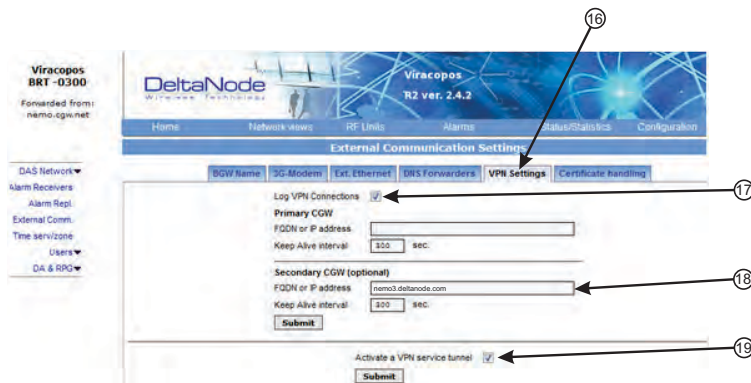 16
Viracopos
BRT -0300
Forwarded from:
nemo.cgw.net
DeltaNode
Wireless Technology
Viracopos
R2 ver. 2.4.2
Home Network views RF Units Alarms Status/Statistics Configuration
External Communication Settings
BGW Name 3G-Modem Ext. Ethernet DNS Forwarders VPN Settings Certificate handling
DAS Network
Alarm Receivers
Alarm Repl.
External Comm.
Time serv/zone
Users
DA & RPG
Log VPN Connections 17
Primary CGW
FQDN or IP address
Keep Alive interval 300 sec.
Secondary CGW (optional)
FQDN or IP address nemo3.deltanode.com 18
Keep Alive interval 300 sec.
Submit
Activate a VPN service tunnel 19
Submit